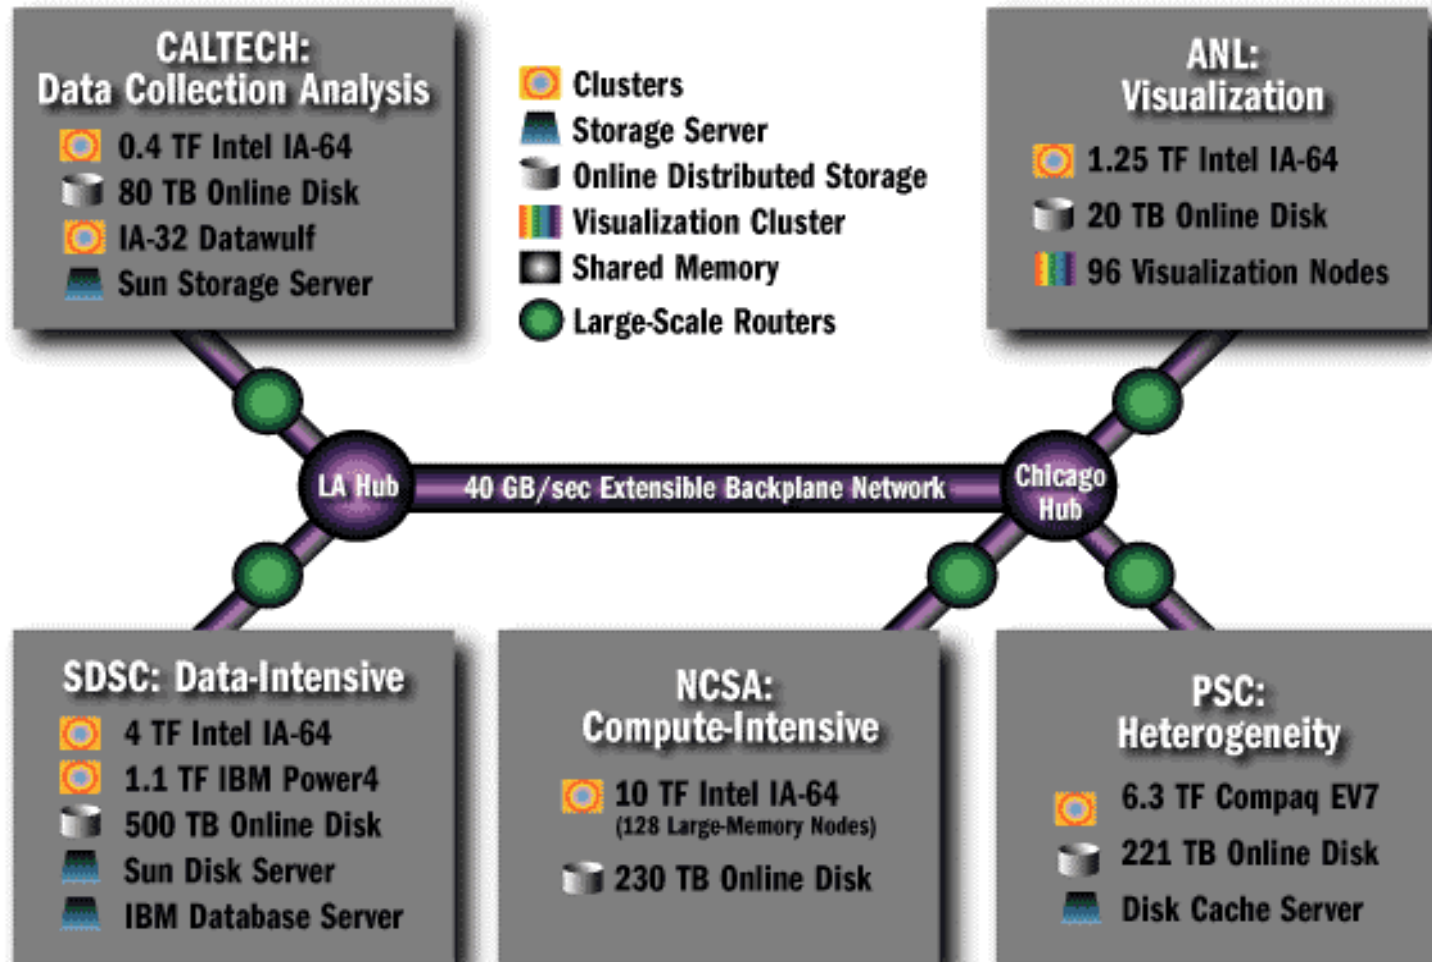 CALTECH:
Data Collection Analysis
0.4 TF Intel IA-64
80 TB Online Disk
IA-32 Datawulf
Sun Storage Server
Clusters
Storage Server
Online Distributed Storage
Visualization Cluster
Shared Memory
Large-Scale Routers
ANL:
Visualization
1.25 TF Intel IA-64
20 TB Online Disk
96 Visualization Nodes
LA Hub
40 GB/sec Extensible Backplane Network
Chicago
Hub
SDSC: Data-Intensive
4 TF Intel IA-64
1.1 TF IBM Power4
500 TB Online Disk
Sun Disk Server
IBM Database Server
NCSA:
Compute-Intensive
10 TF Intel IA-64
(128 Large-Memory Nodes)
230 TB Online Disk
PSC:
Heterogeneity
6.3 TF Compaq EV7
221 TB Online Disk
Disk Cache Server